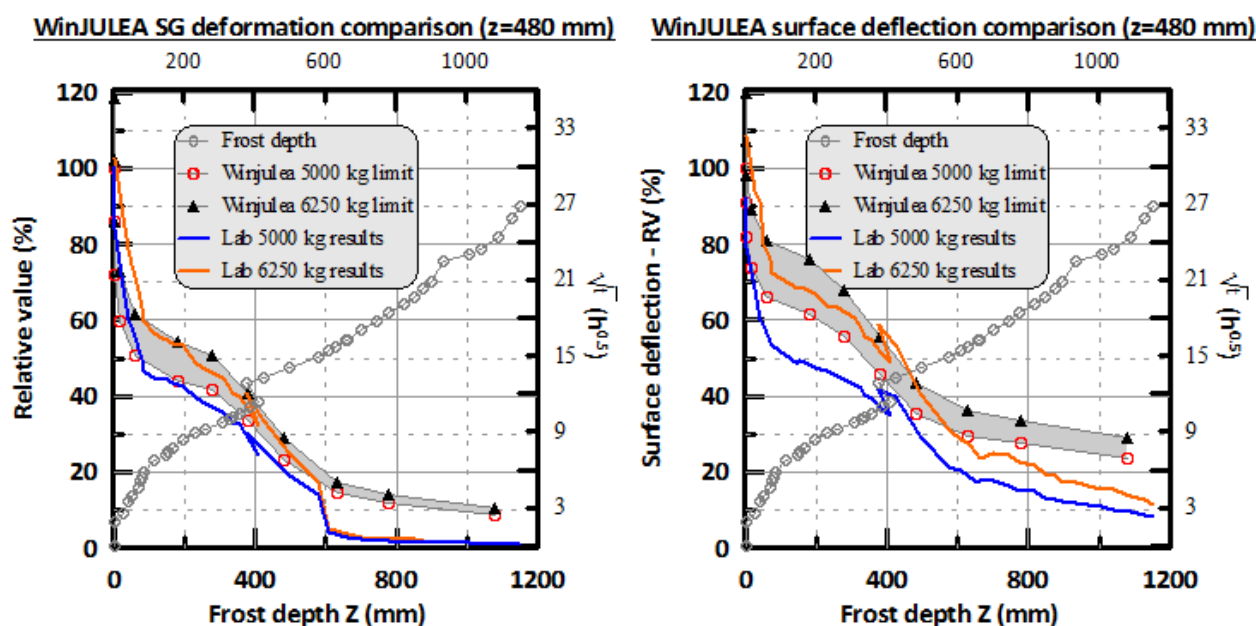 WinJULEA SG deformation comparison (z=480 mm)
200 600 1000
120
100
80
60
40
20
0
Relative value (%)
Frost depth
Winjulea 5000 kg limit
Winjulea 6250 kg limit
Lab 5000 kg results
Lab 6250 kg results
33
27
21
15
9
3
√t (h^0.5)
0 400 800 1200
Frost depth Z (mm)
WinJULEA surface deflection comparison (z=480 mm)
200 600 1000
120
100
80
60
40
20
0
Surface deflection - RV (%)
Frost depth
Winjulea 5000 kg limit
Winjulea 6250 kg limit
Lab 5000 kg results
Lab 6250 kg results
33
27
21
15
9
3
√t (h^0.5)
0 400 800 1200
Frost depth Z (mm)